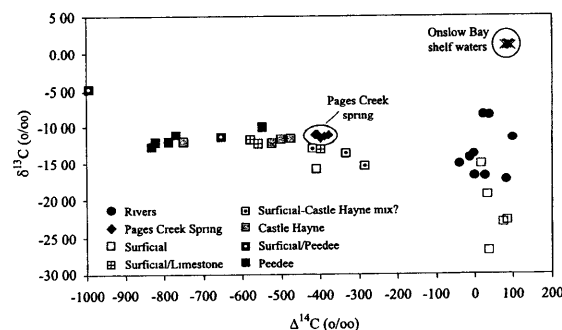 5 00
0 00
-5 00
-10 00
-15 00
-20 00
-25 00
-30 00
δ13C (o/oo)
Onslow Bay
shelf waters
Pages Creek
spring
Rivers
Pages Creek Spring
Surficial
Surficial/Limestone
Surficial-Castle Hayne mix?
Castle Hayne
Surficial/Peedee
Peedee
-1000 -900 -800 -700 -600 -500 -400 -300 -200 -100 0 100 200
Δ14C (o/oo)